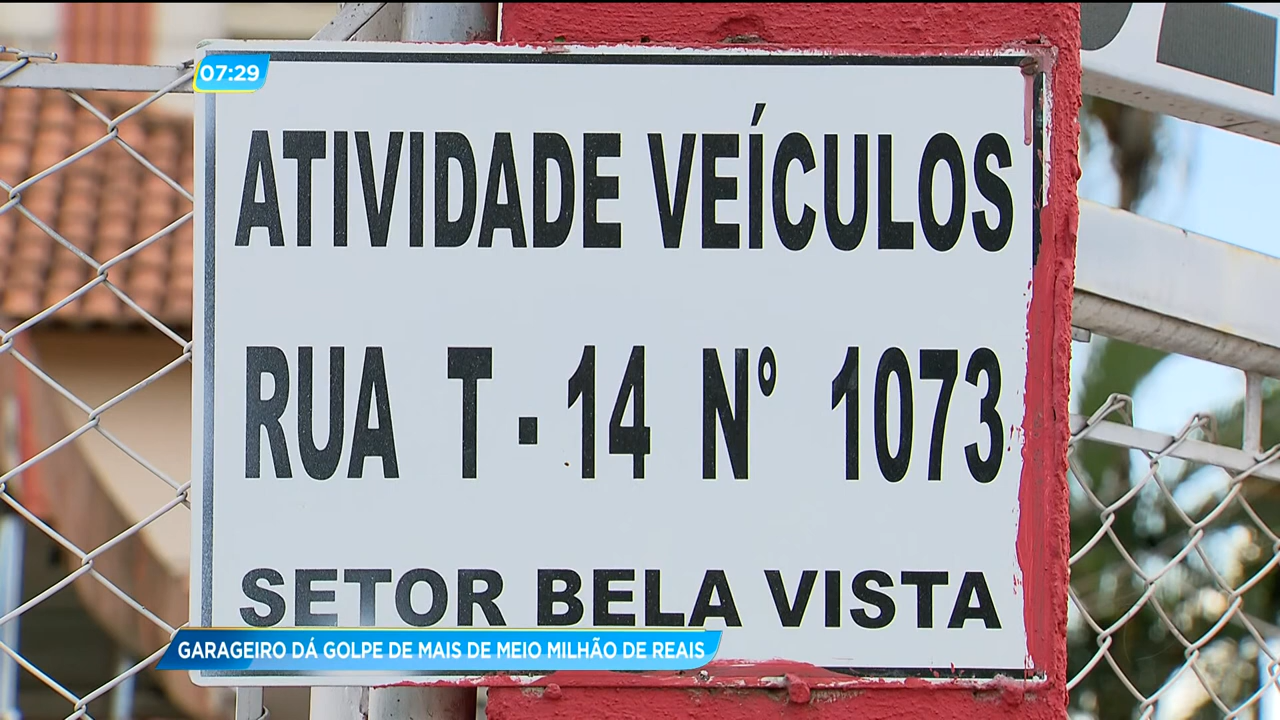 07:29
ATIVIDADE VEÍCULOS
RUA T - 14 Nº 1073
SETOR BELA VISTA
GARAGEIRO DÁ GOLPE DE MAIS DE MEIO MILHÃO DE REAIS